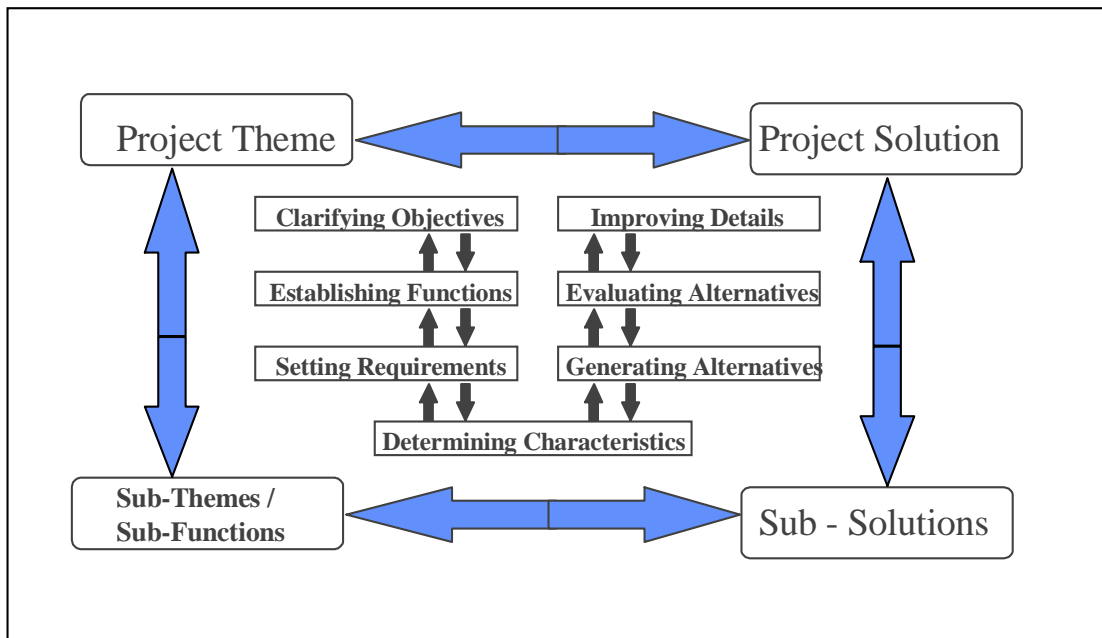 Project Theme
Project Solution
Clarifying Objectives
Improving Details
Establishing Functions
Evaluating Alternatives
Setting Requirements
Generating Alternatives
Determining Characteristics
Sub-Themes /
Sub-Functions
Sub - Solutions